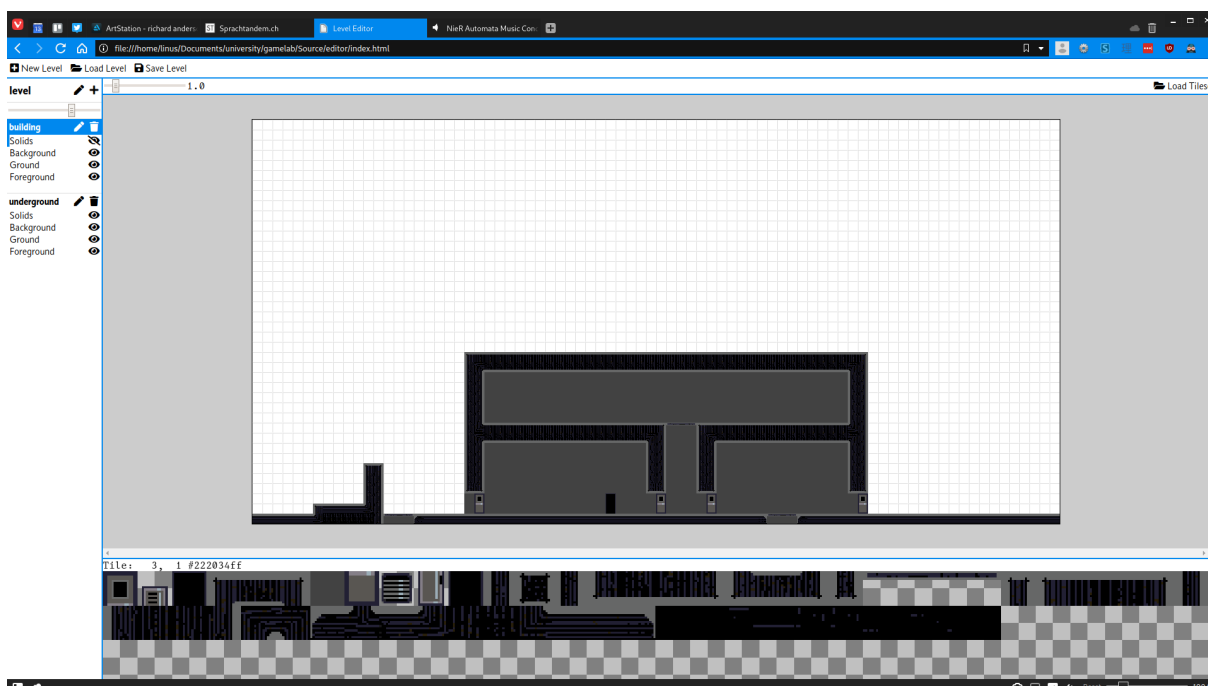 31
ArtStation - richard anders
ST Sprachtandem.ch
Level Editor
NieR Automata Music Con
file:///home/linus/Documents/university/gamelab/Source/editor/index.html
New Level Load Level Save Level
level
1.0
Load Tiles
building
Solids
Background
Ground
Foreground
underground
Solids
Background
Ground
Foreground
Tile: 3, 1 #222034ff